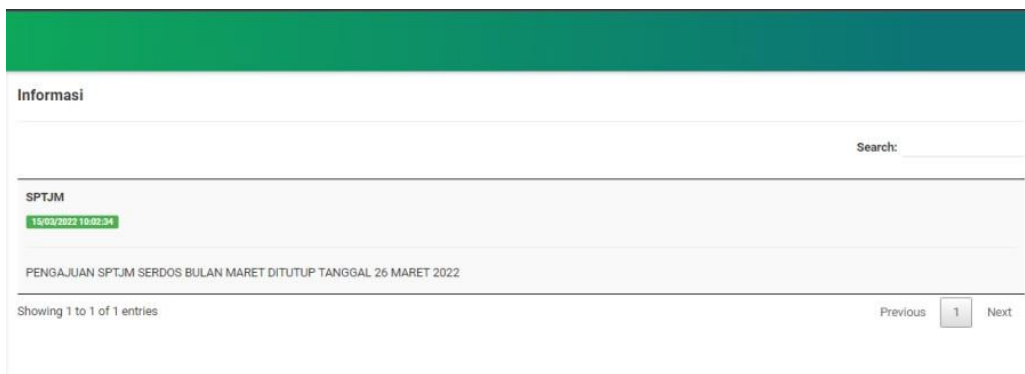 Informasi
Search:
SPTJM
15/03/2022 10:02:34
PENGAJUAN SPTJM SERDOS BULAN MARET DITUTUP TANGGAL 26 MARET 2022
Showing 1 to 1 of 1 entries
Previous 1 Next